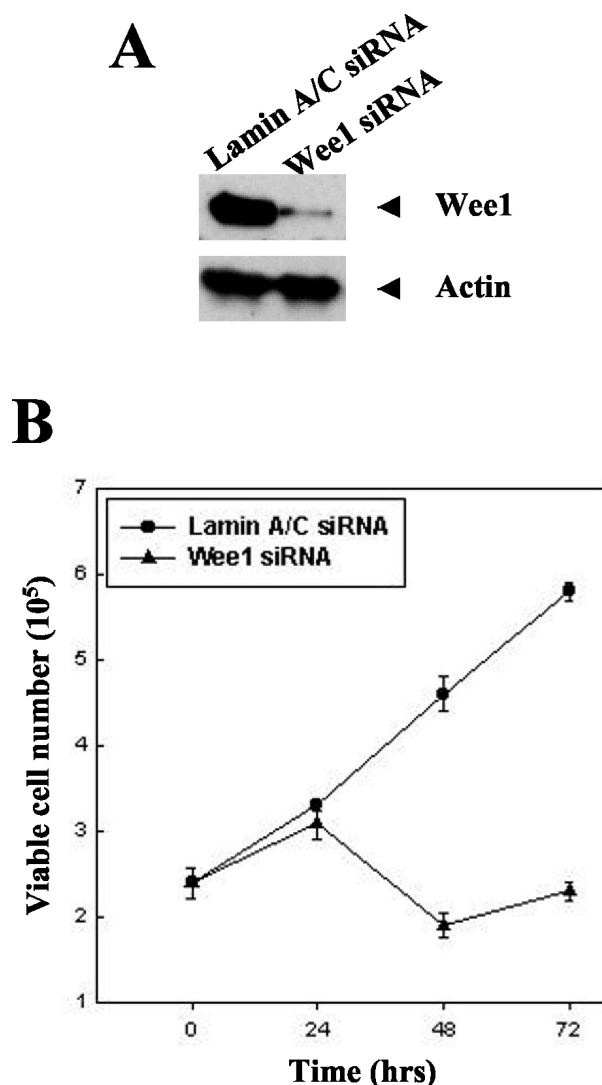 A
Lamin A/C siRNA
Wee1 siRNA
Wee1
Actin
B
7
6
5
4
3
2
1
Lamin A/C siRNA
Wee1 siRNA
Viable cell number (10⁵)
0 24 48 72
Time (hrs)